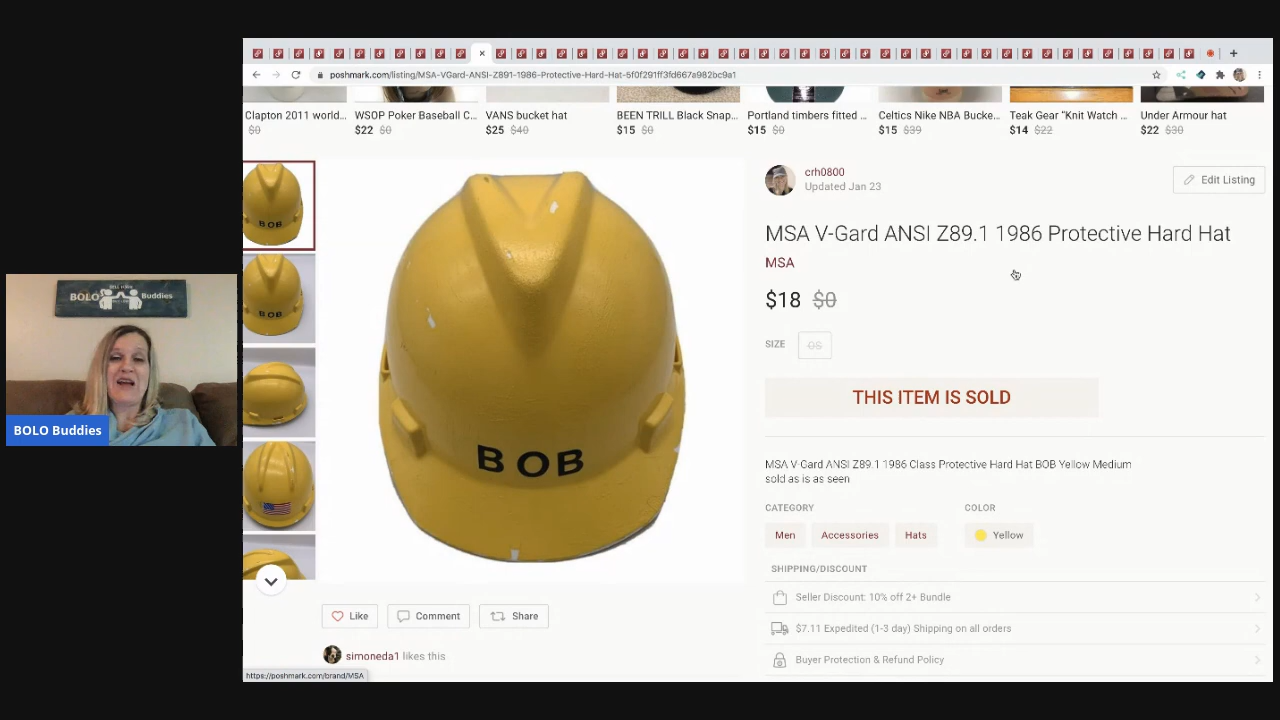 poshmark.com/listing/MSA-VGard-ANSI-Z891-1986-Protective-Hard-Hat-5f0f291ff3fd667a982bc9a1
Clapton 2011 world... WSOP Poker Baseball C... VANS bucket hat BEEN TRILL Black Snap... Portland timbers fitted ... Celtics Nike NBA Bucke... Teak Gear "Knit Watch ... Under Armour hat
$0 $22 $0 $25 $40 $15 $0 $15 $0 $15 $39 $14 $22 $22 $30
crh0800
Updated Jan 23
Edit Listing
MSA V-Gard ANSI Z89.1 1986 Protective Hard Hat
MSA
$18 $0
SIZE OS
THIS ITEM IS SOLD
MSA V-Gard ANSI Z89.1 1986 Class Protective Hard Hat BOB Yellow Medium
sold as is as seen
CATEGORY COLOR
Men Accessories Hats Yellow
SHIPPING/DISCOUNT
Seller Discount: 10% off 2+ Bundle
$7.11 Expedited (1-3 day) Shipping on all orders
Buyer Protection & Refund Policy
BOB
BOB
BOB
Like Comment Share
simoneda1 likes this
https://poshmark.com/brand/MSA
BOLO Buddies
BOLO Buddies